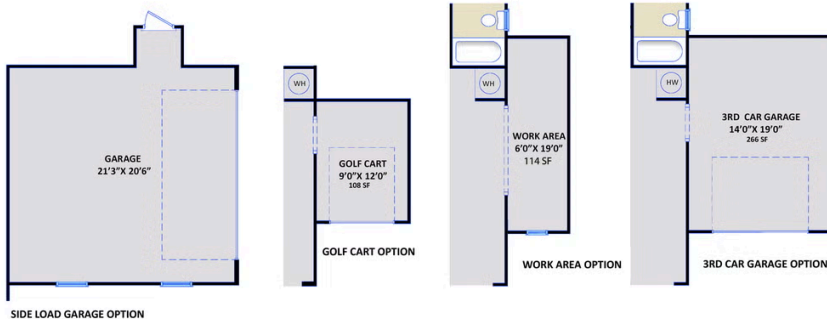 GARAGE
21'3"X 20'6"
SIDE LOAD GARAGE OPTION
WH
GOLF CART
9'0"X 12'0"
108 SF
GOLF CART OPTION
WH
WORK AREA
6'0"X 19'0"
114 SF
WORK AREA OPTION
HW
3RD CAR GARAGE
14'0"X 19'0"
266 SF
3RD CAR GARAGE OPTION